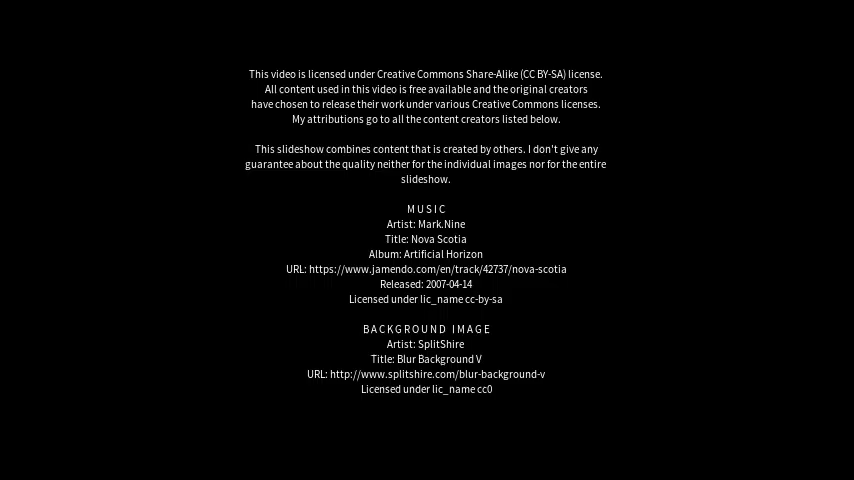 This video is licensed under Creative Commons Share-Alike (CC BY-SA) license.
All content used in this video is free available and the original creators
have chosen to release their work under various Creative Commons licenses.
My attributions go to all the content creators listed below.
This slideshow combines content that is created by others. I don't give any
guarantee about the quality neither for the individual images nor for the entire
slideshow.
MUSIC
Artist: Mark.Nine
Title: Nova Scotia
Album: Artificial Horizon
URL: https://www.jamendo.com/en/track/42737/nova-scotia
Released: 2007-04-14
Licensed under lic_name cc-by-sa
BACKGROUND IMAGE
Artist: SplitShire
Title: Blur Background V
URL: http://www.splitshire.com/blur-background-v
Licensed under lic_name cc0